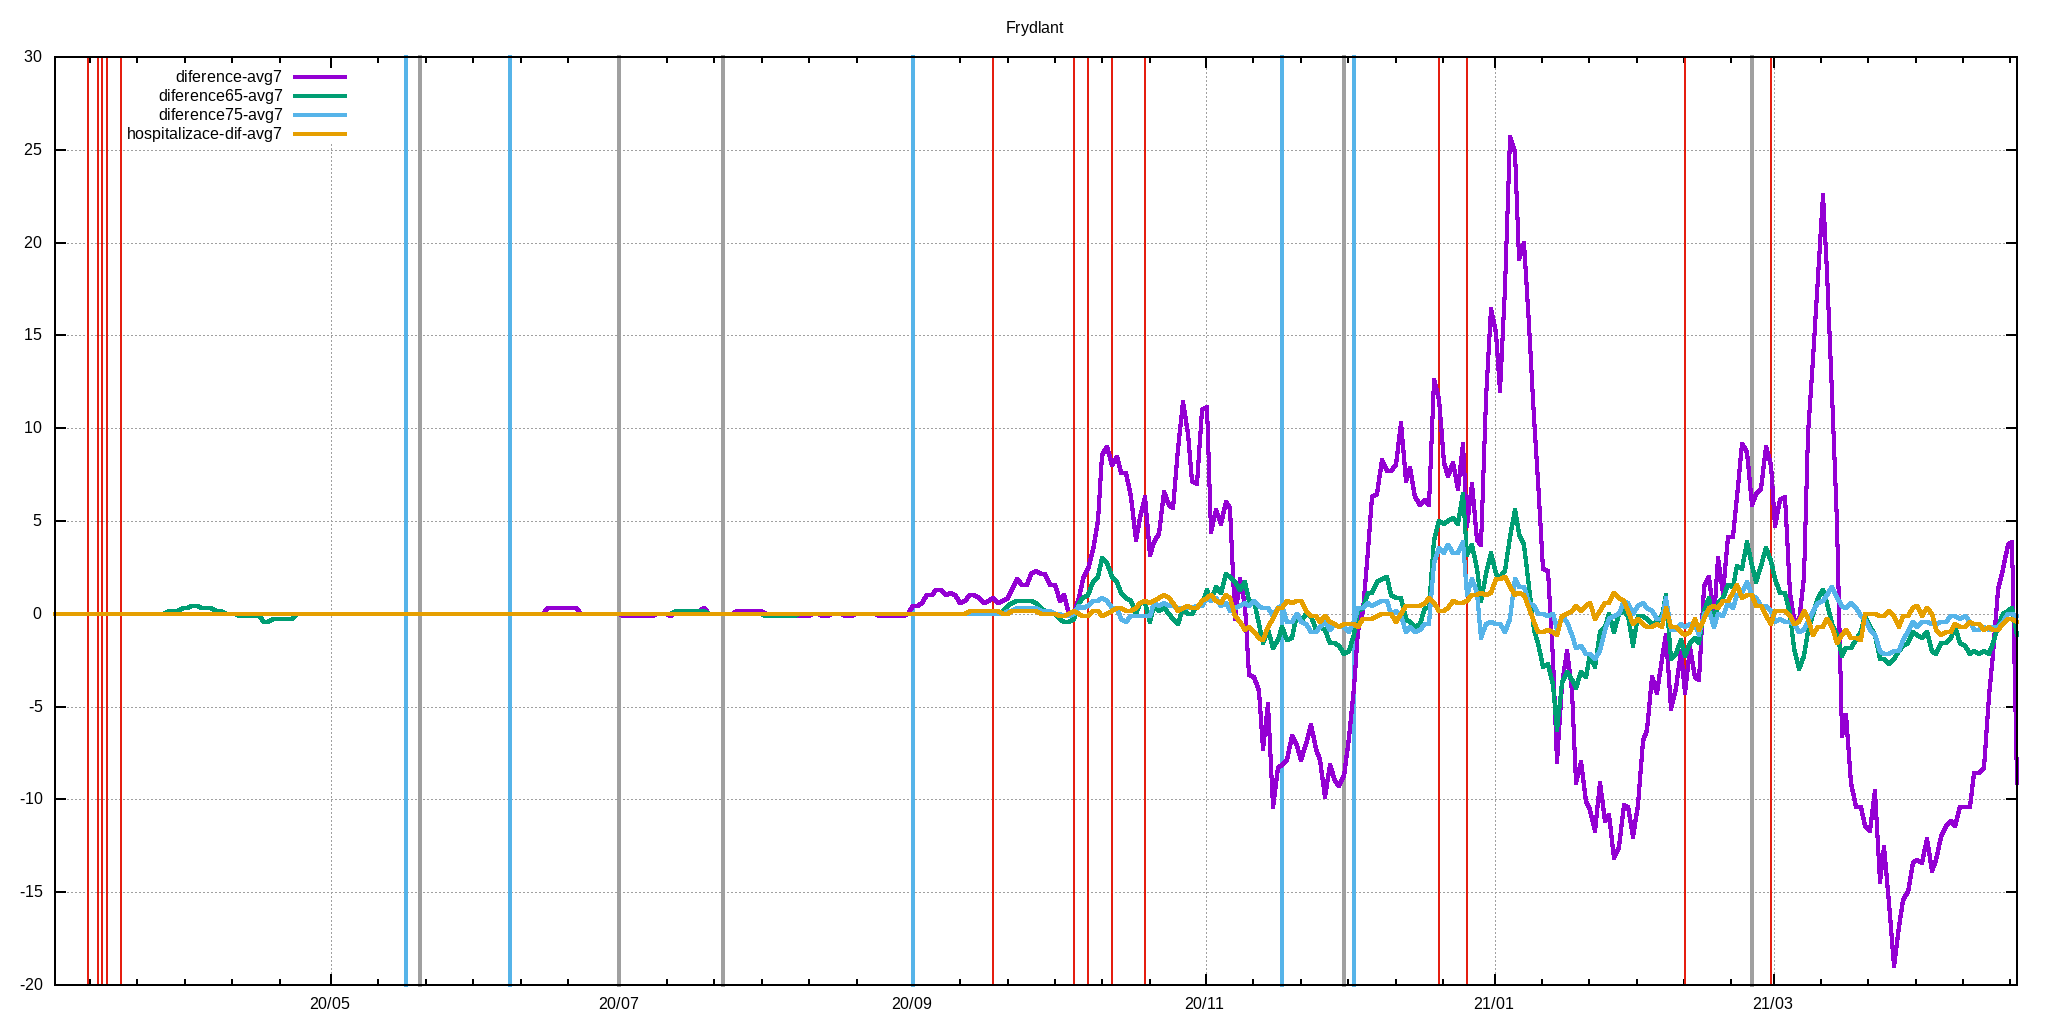 Frydlant
30
25
20
15
10
5
0
-5
-10
-15
-20
diference-avg7
diference65-avg7
diference75-avg7
hospitalizace-dif-avg7
20/05 20/07 20/09 20/11 21/01 21/03